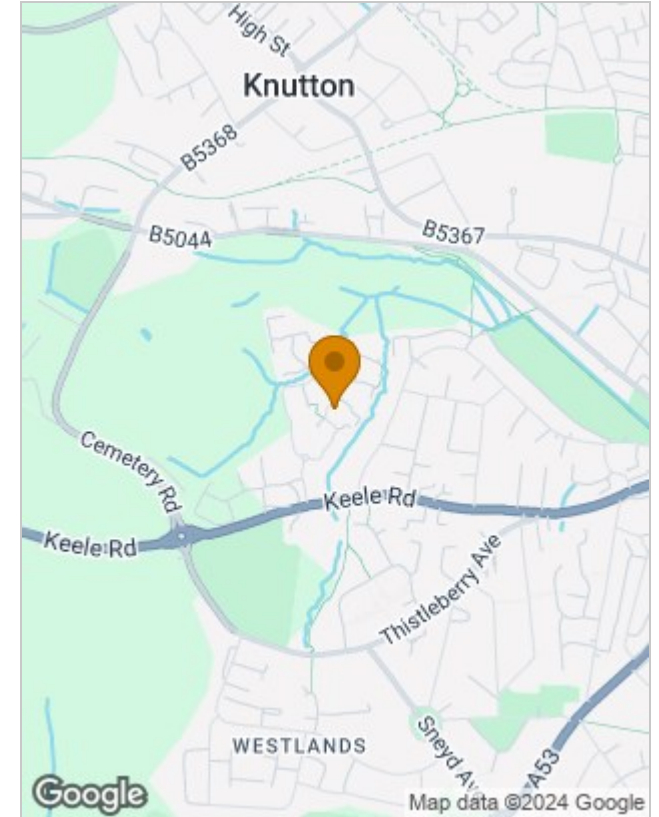 High St
Knutton
B5368
B5044
B5367
Cemetery Rd
Keele Rd
Keele Rd
Thistleberry Ave
WESTLANDS
Sneyd Ave
A53
Google
Map data ©2024 Google